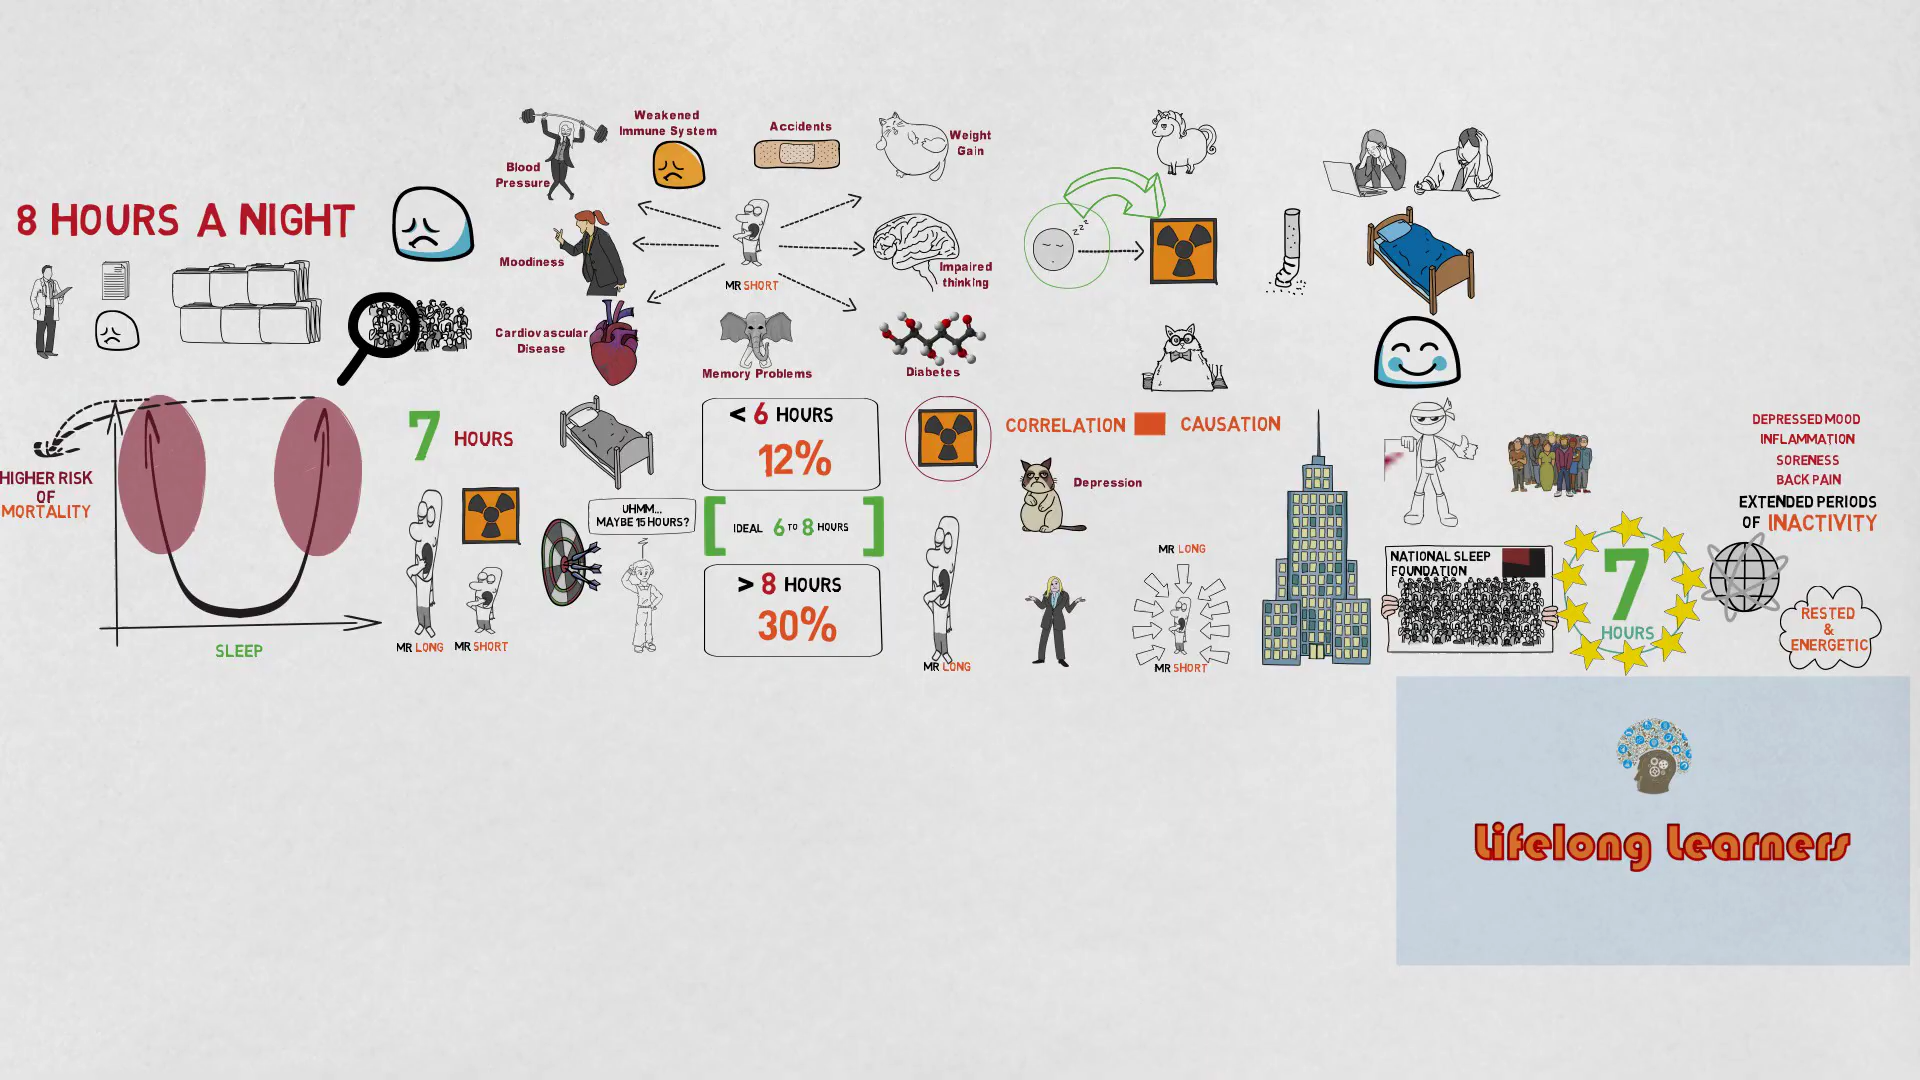 8 HOURS A NIGHT
Blood
Pressure
Weakened
Immune System
Accidents
Weight
Gain
Moodiness
MR SHORT
Impaired
thinking
Cardiovascular
Disease
Memory Problems
Diabetes
zzz
HIGHER RISK
OF
MORTALITY
SLEEP
7 HOURS
MR LONG
MR SHORT
UHMM...
MAYBE 15 HOURS?
< 6 HOURS
12%
IDEAL 6 TO 8 HOURS
> 8 HOURS
30%
MR LONG
CORRELATION
CAUSATION
Depression
MR LONG
MR SHORT
NATIONAL SLEEP
FOUNDATION
7
HOURS
DEPRESSED MOOD
INFLAMMATION
SORENESS
BACK PAIN
EXTENDED PERIODS
OF INACTIVITY
RESTED
&
ENERGETIC
Lifelong Learners